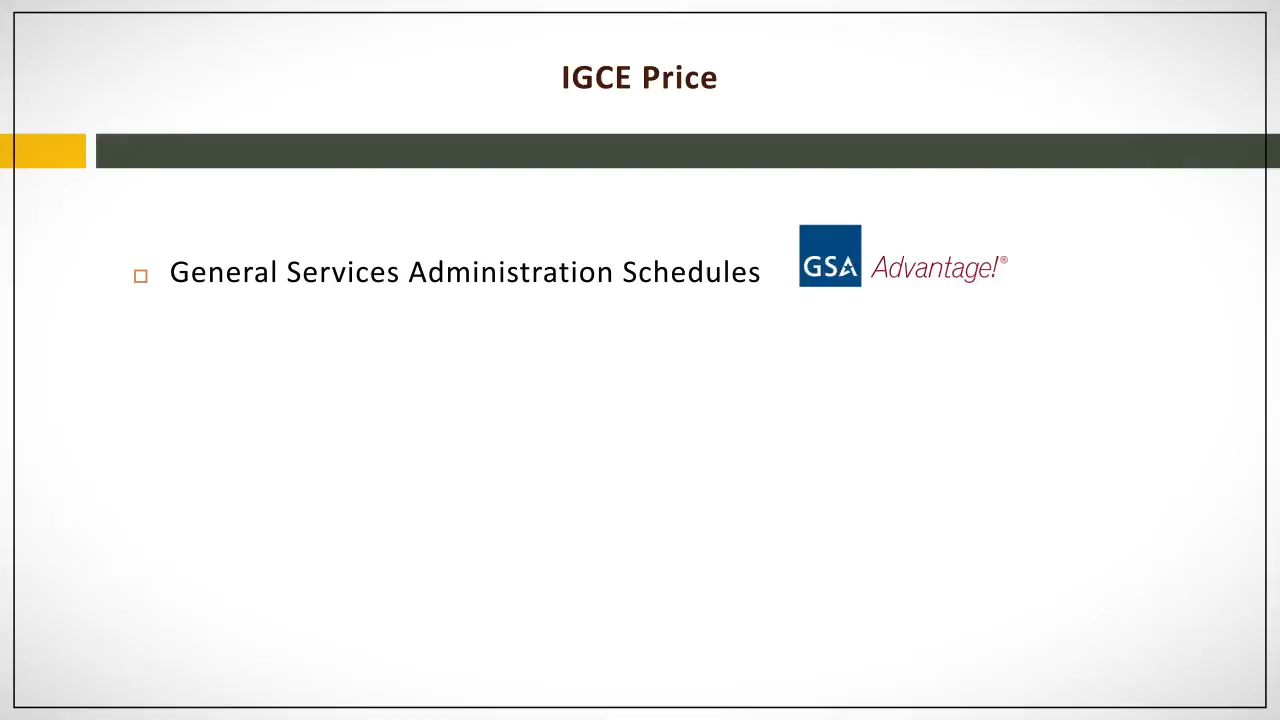 IGCE Price
General Services Administration Schedules
GSA Advantage!®